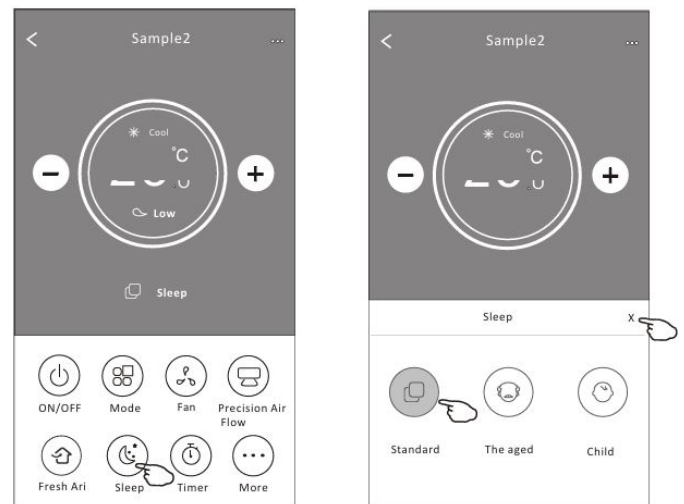 Sample2
...
Cool
°C
Low
Sleep
ON/OFF
Mode
Fan
Precision Air
Flow
Fresh Ari
Sleep
Timer
More
Sample2
...
Cool
°C
Sleep
X
Standard
The aged
Child